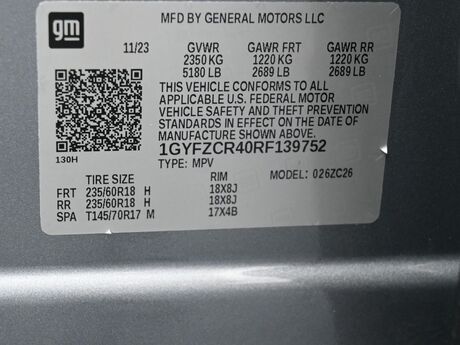 gm
MFD BY GENERAL MOTORS LLC
11/23 GVWR GAWR FRT GAWR RR
2350 KG 1220 KG 1220 KG
5180 LB 2689 LB 2689 LB
THIS VEHICLE CONFORMS TO ALL
APPLICABLE U.S. FEDERAL MOTOR
VEHICLE SAFETY AND THEFT PREVENTION
STANDARDS IN EFFECT ON THE DATE OF
MANUFACTURE SHOWN ABOVE.
130H 1GYFZCR40RF139752
TYPE: MPV MODEL: 026ZC26
TIRE SIZE RIM
FRT 235/60R18 H 18X8J
RR 235/60R18 H 18X8J
SPA T145/70R17 M 17X4B